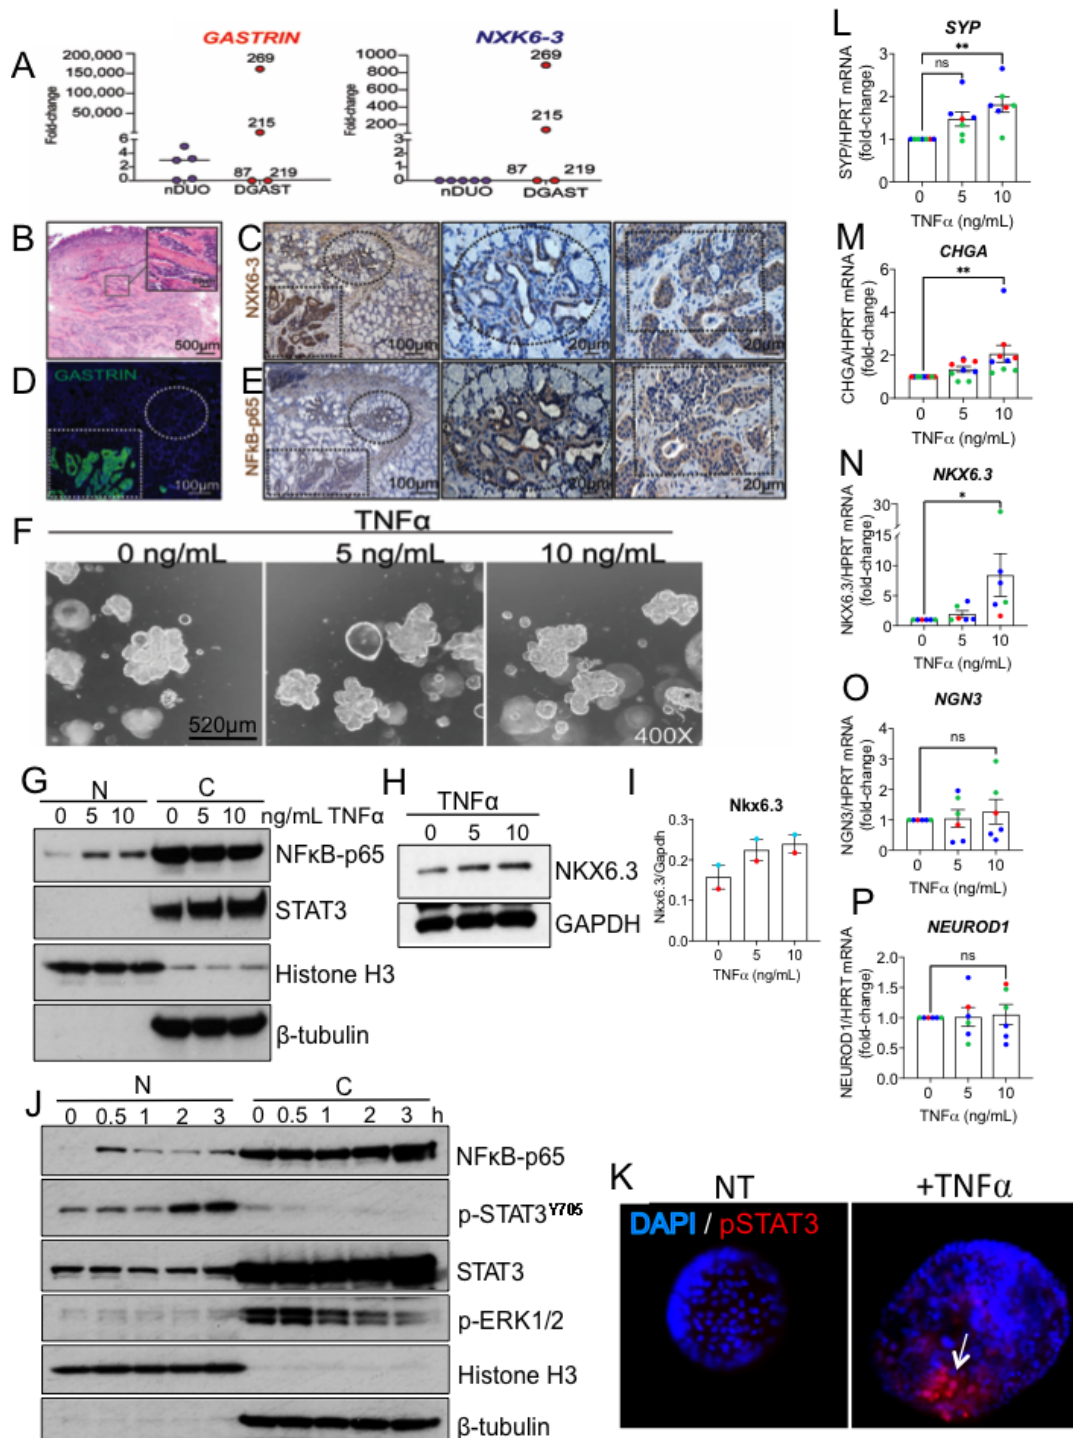 A
GASTRIN
NXK6-3
Fold-change
200,000
150,000
100,000
50,000
6
4
2
0
269
215
87
219
nDUO
DGAST
Fold-change
1000
800
600
400
200
2
0
269
215
87
219
nDUO
DGAST
B
500µm
C
NXK6-3
100µm
20µm
20µm
D
GASTRIN
100µm
E
NFκB-p65
100µm
20µm
20µm
F
TNFα
0 ng/mL
5 ng/mL
10 ng/mL
520µm
400X
G
N C
0 5 10 0 5 10 ng/mL TNFα
NFκB-p65
STAT3
Histone H3
β-tubulin
H
TNFα
0 5 10
NKX6.3
GAPDH
I
Nkx6.3
Nkx6.3/Gapdh
0.3
0.2
0.1
0.0
0 5 10
TNFα (ng/mL)
J
N C
0 0.5 1 2 3 0 0.5 1 2 3 h
NFκB-p65
p-STAT3Y705
STAT3
p-ERK1/2
Histone H3
β-tubulin
K
NT
+TNFα
DAPI / pSTAT3
L
SYP
SYP/HPRT mRNA
(fold-change)
**
ns
3
2
1
0
0 5 10
TNFα (ng/mL)
M
CHGA
CHGA/HPRT mRNA
(fold-change)
**
6
4
2
0
0 5 10
TNFα (ng/mL)
N
NKX6.3
NKX6.3/HPRT mRNA
(fold-change)
*
30
15
10
5
0
0 5 10
TNFα (ng/mL)
O
NGN3
NGN3/HPRT mRNA
(fold-change)
ns
4
3
2
1
0
0 5 10
TNFα (ng/mL)
P
NEUROD1
NEUROD1/HPRT mRNA
(fold-change)
ns
2.0
1.5
1.0
0.5
0.0
0 5 10
TNFα (ng/mL)